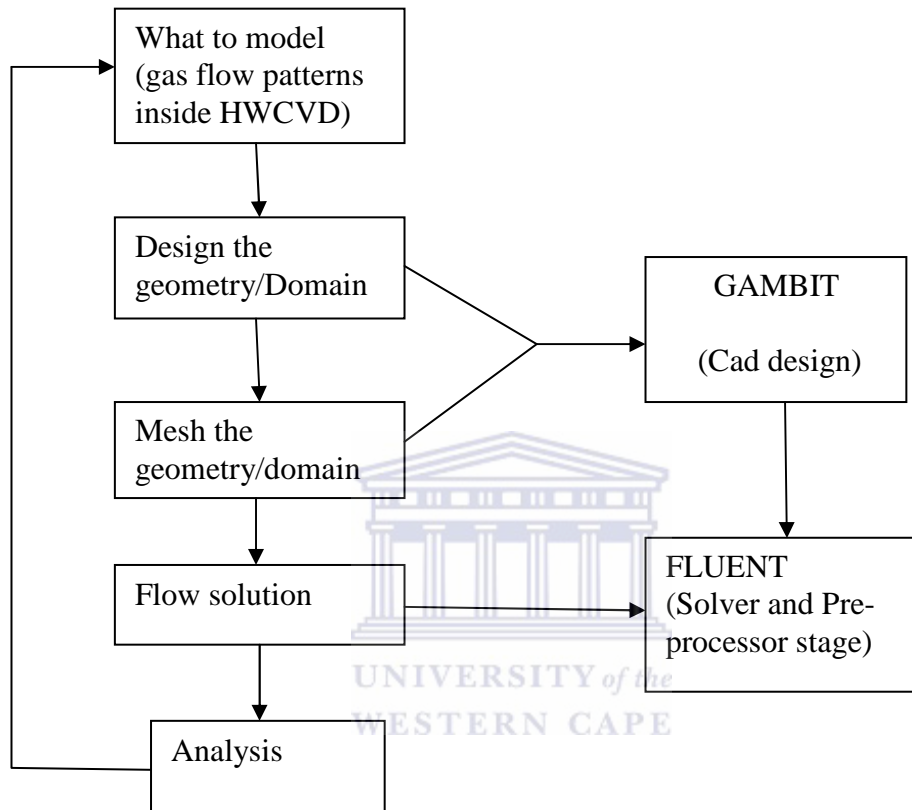 What to model
(gas flow patterns
inside HWCVD)
Design the
geometry/Domain
GAMBIT
(Cad design)
Mesh the
geometry/domain
Flow solution
FLUENT
(Solver and Pre-
processor stage)
UNIVERSITY of the
WESTERN CAPE
Analysis